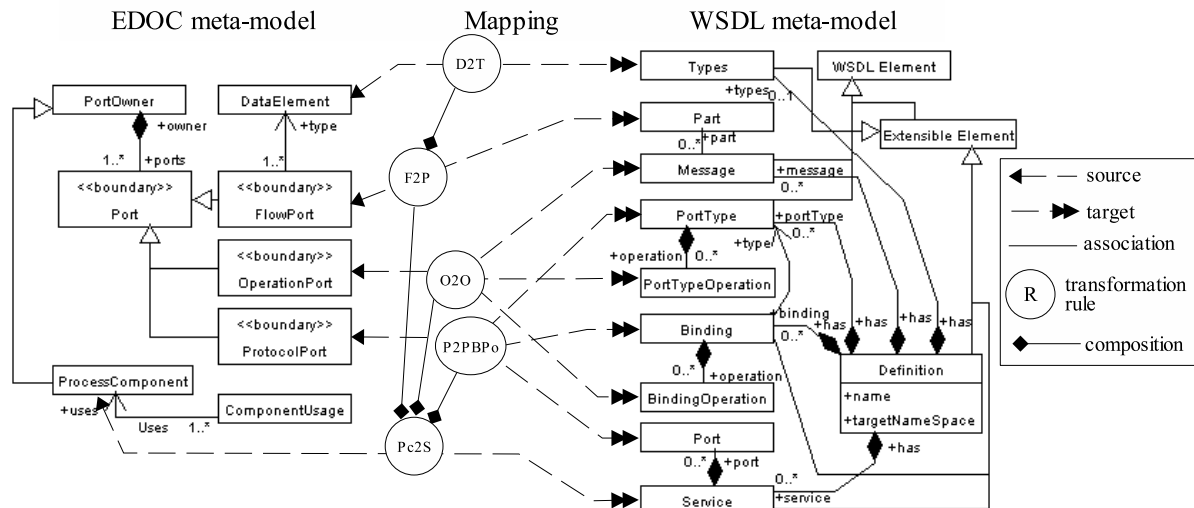 EDOC meta-model
Mapping
WSDL meta-model
D2T
Types
WSDL Element
+types
0..1
PortOwner
DataElement
Part
+owner
+type
+part
0..*
Extensible Element
1..*
+ports
1..*
F2P
Message
+message
0..*
<<boundary>>
Port
<<boundary>>
FlowPort
source
PortType
+portType
0..*
target
+type
+operation
0..*
association
<<boundary>>
OperationPort
O2O
PortTypeOperation
R
transformation
rule
<<boundary>>
ProtocolPort
P2PBPo
Binding
+binding
0..*
+has
+has
+has
composition
ProcessComponent
0..*
+operation
Definition
+name
+targetNameSpace
+uses
Uses
1..*
ComponentUsage
BindingOperation
Pc2S
Port
+has
0..*
+port
0..*
Service
+service